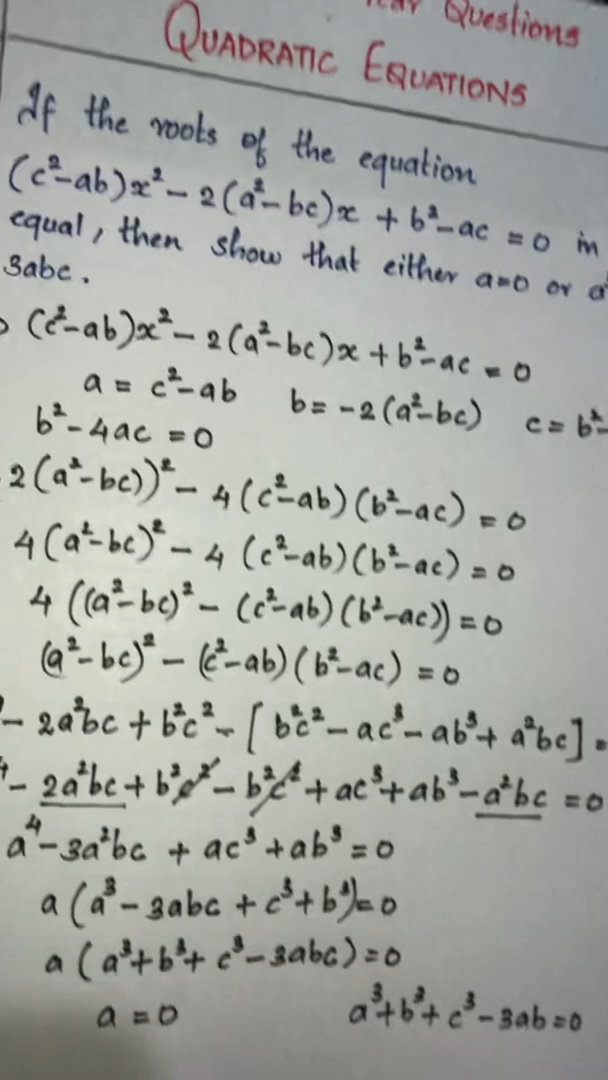 Questions
QUADRATIC EQUATIONS
If the roots of the equation
(c²-ab)x² - 2(a²-bc)x + b²-ac = 0 in
equal, then show that either a=0 or a
3abc.
(c²-ab)x² - 2(a²-bc)x + b²-ac = 0
a = c²-ab b = -2(a²-bc) c = b²-
b² - 4ac = 0
2(a²-bc))² - 4(c²-ab)(b²-ac) = 0
4(a²-bc)² - 4(c²-ab)(b²-ac) = 0
4((a²-bc)² - (c²-ab)(b²-ac)) = 0
(a²-bc)² - (c²-ab)(b²-ac) = 0
- 2a²bc + b²c² - [b²c² - ac³ - ab³ + a²bc] =
4 - 2a²bc + b²c² - b²c² + ac³ + ab³ - a²bc = 0
a⁴ - 3a²bc + ac³ + ab³ = 0
a(a³ - 3abc + c³ + b³) = 0
a(a³ + b³ + c³ - 3abc) = 0
a = 0 a³ + b³ + c³ - 3ab = 0